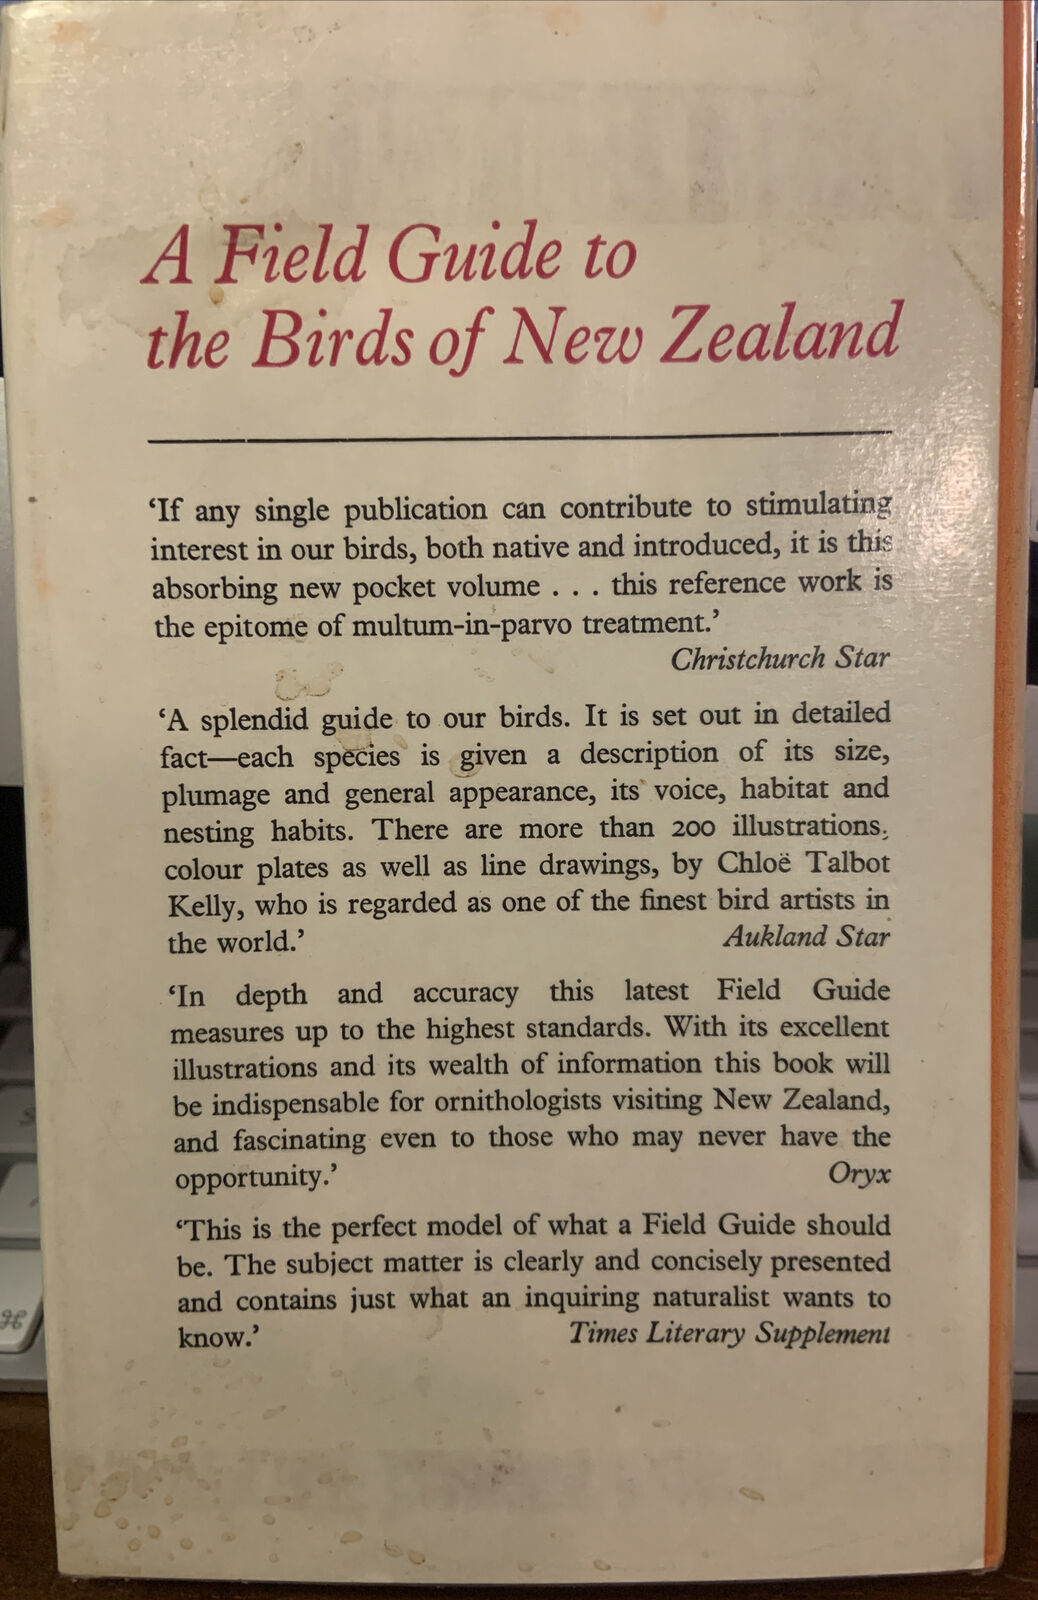 A Field Guide to
the Birds of New Zealand
‘If any single publication can contribute to stimulating
interest in our birds, both native and introduced, it is this
absorbing new pocket volume . . . this reference work is
the epitome of multum-in-parvo treatment.’
Christchurch Star
‘A splendid guide to our birds. It is set out in detailed
fact—each species is given a description of its size,
plumage and general appearance, its voice, habitat and
nesting habits. There are more than 200 illustrations,
colour plates as well as line drawings, by Chloë Talbot
Kelly, who is regarded as one of the finest bird artists in
the world.’ Aukland Star
‘In depth and accuracy this latest Field Guide
measures up to the highest standards. With its excellent
illustrations and its wealth of information this book will
be indispensable for ornithologists visiting New Zealand,
and fascinating even to those who may never have the
opportunity.’ Oryx
‘This is the perfect model of what a Field Guide should
be. The subject matter is clearly and concisely presented
and contains just what an inquiring naturalist wants to
know.’ Times Literary Supplement
⌘